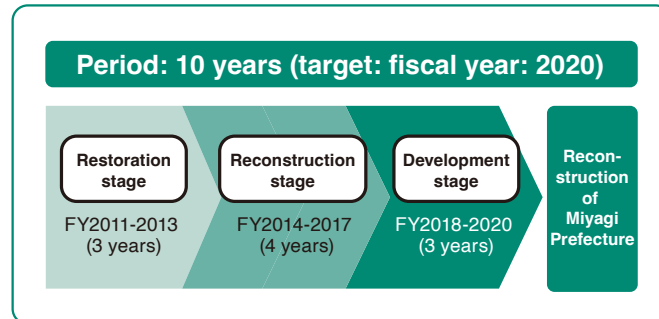 Period: 10 years (target: fiscal year: 2020)
Restoration
stage
FY2011-2013
(3 years)
Reconstruction
stage
FY2014-2017
(4 years)
Development
stage
FY2018-2020
(3 years)
Recon-
struction
of
Miyagi
Prefecture